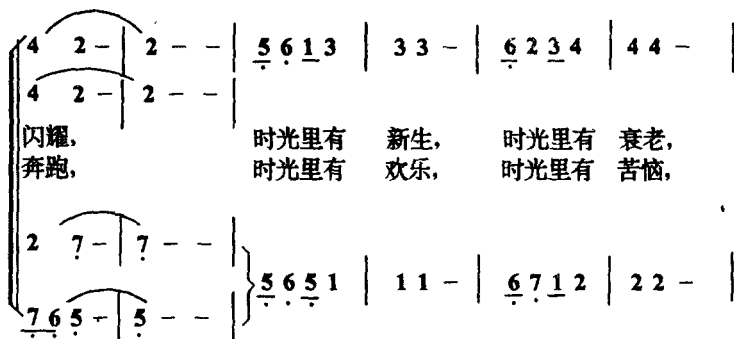 4 2 - | 2 - - | 5 6 1 3 | 3 3 - | 6 2 3 4 | 4 4 - |
4 2 - | 2 - - |
闪耀, 时光里有 新生, 时光里有 衰老,
奔跑, 时光里有 欢乐, 时光里有 苦恼,
2 7 - | 7 - - |
5 6 5 1 | 1 1 - | 6 7 1 2 | 2 2 - |
7 6 5 - | 5 - - |